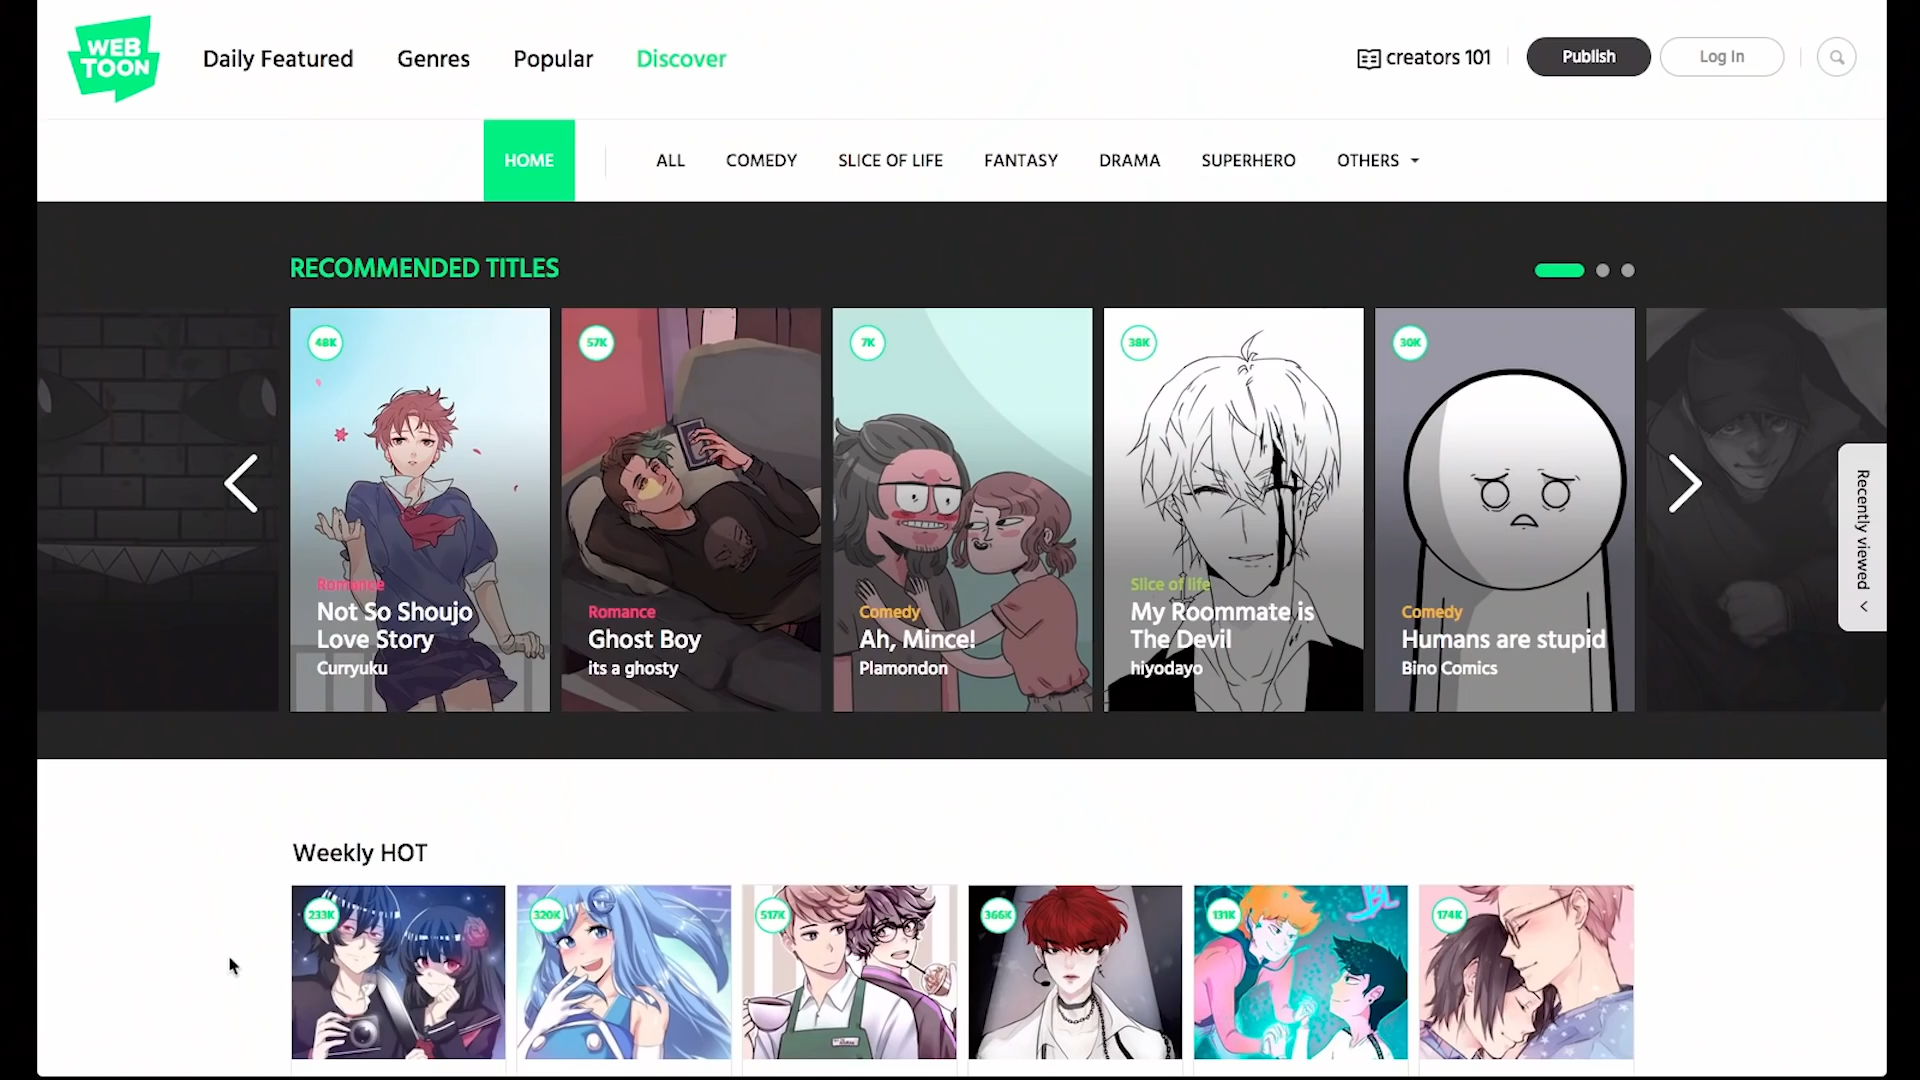 WEB
TOON
Daily Featured
Genres
Popular
Discover
creators 101
Publish
Log In
HOME
ALL
COMEDY
SLICE OF LIFE
FANTASY
DRAMA
SUPERHERO
OTHERS
RECOMMENDED TITLES
48K
Romance
Not So Shoujo
Love Story
Curryuku
57K
Romance
Ghost Boy
its a ghosty
7K
Comedy
Ah, Mince!
Plamondon
38K
Slice of life
My Roommate is
The Devil
hiyodayo
30K
Comedy
Humans are stupid
Bino Comics
Recently viewed
Weekly HOT
233K
320K
517K
366K
131K
174K